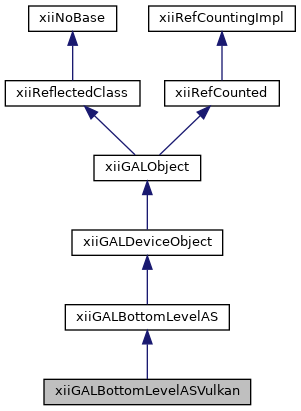 xiiNoBase
xiiRefCountingImpl
xiiReflectedClass
xiiRefCounted
xiiGALObject
xiiGALDeviceObject
xiiGALBottomLevelAS
xiiGALBottomLevelASVulkan